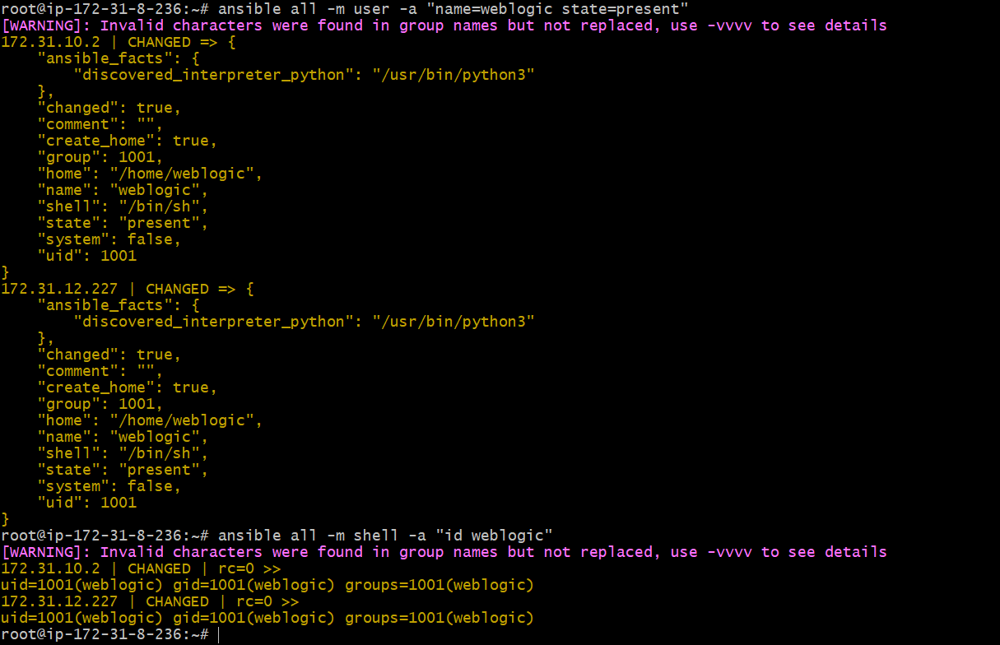 root@ip-172-31-8-236:~# ansible all -m user -a "name=weblogic state=present"
[WARNING]: Invalid characters were found in group names but not replaced, use -vvvv to see details
172.31.10.2 | CHANGED => {
    "ansible_facts": {
        "discovered_interpreter_python": "/usr/bin/python3"
    },
    "changed": true,
    "comment": "",
    "create_home": true,
    "group": 1001,
    "home": "/home/weblogic",
    "name": "weblogic",
    "shell": "/bin/sh",
    "state": "present",
    "system": false,
    "uid": 1001
}
172.31.12.227 | CHANGED => {
    "ansible_facts": {
        "discovered_interpreter_python": "/usr/bin/python3"
    },
    "changed": true,
    "comment": "",
    "create_home": true,
    "group": 1001,
    "home": "/home/weblogic",
    "name": "weblogic",
    "shell": "/bin/sh",
    "state": "present",
    "system": false,
    "uid": 1001
}
root@ip-172-31-8-236:~# ansible all -m shell -a "id weblogic"
[WARNING]: Invalid characters were found in group names but not replaced, use -vvvv to see details
172.31.10.2 | CHANGED | rc=0 >>
uid=1001(weblogic) gid=1001(weblogic) groups=1001(weblogic)
172.31.12.227 | CHANGED | rc=0 >>
uid=1001(weblogic) gid=1001(weblogic) groups=1001(weblogic)
root@ip-172-31-8-236:~#